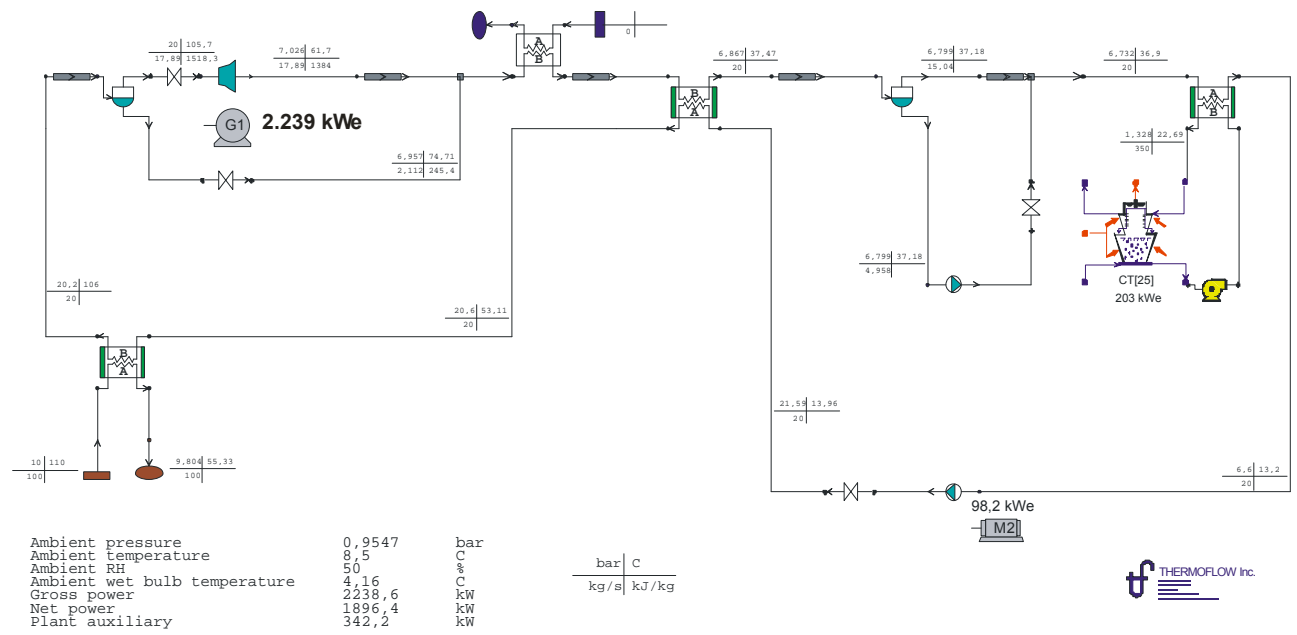 A
B
0
20 105,7
17,89 1518,3
7,026 61,7
17,89 1384
6,867 37,47
20
6,799 37,18
15,04
6,732 36,9
20
G1 2.239 kWe
B
A
A
B
1,328 22,69
350
6,957 74,71
2,112 245,4
6,799 37,18
4,958
CT[25]
203 kWe
20,2 106
20
20,6 53,11
20
B
A
21,59 13,96
20
10 110
100
9,804 55,33
100
6,6 13,2
20
98,2 kWe
M2
Ambient pressure 0,9547 bar
Ambient temperature 8,5 C
Ambient RH 50 %
Ambient wet bulb temperature 4,16 C
Gross power 2238,6 kW
Net power 1896,4 kW
Plant auxiliary 342,2 kW
bar C
kg/s kJ/kg
tf THERMOFLOW Inc.